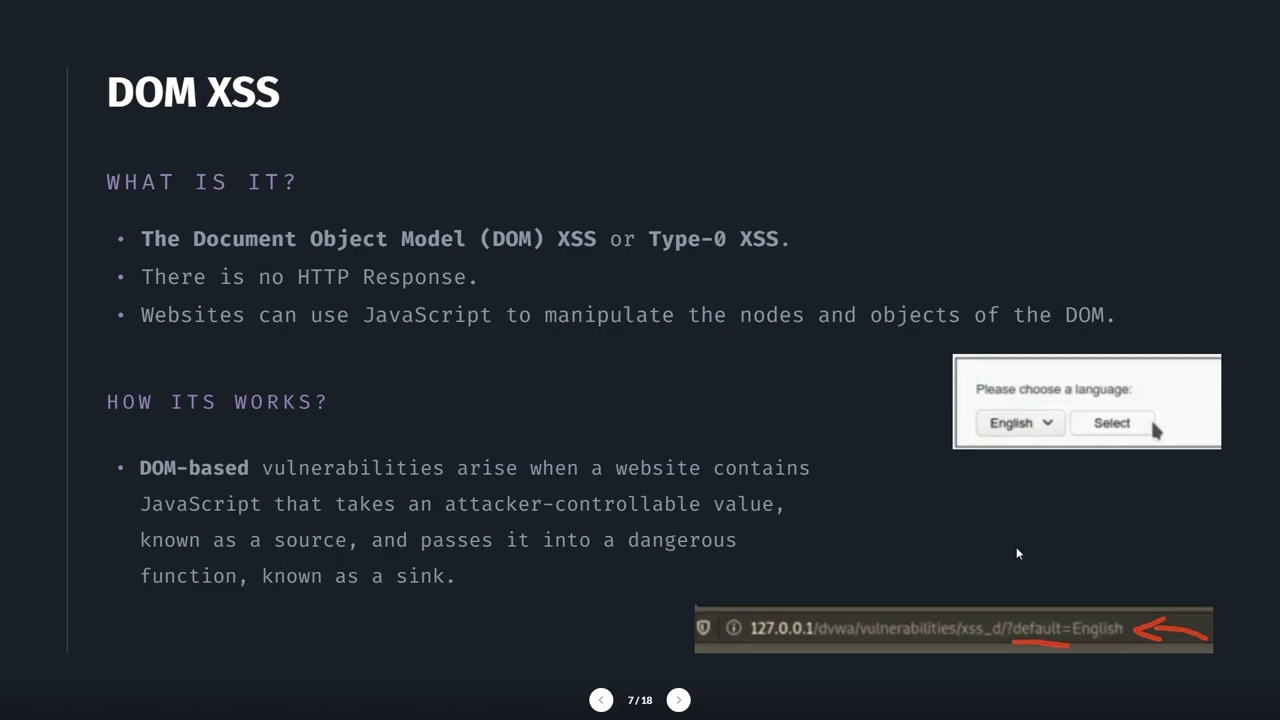 DOM XSS
WHAT IS IT?
• The Document Object Model (DOM) XSS or Type-0 XSS.
• There is no HTTP Response.
• Websites can use JavaScript to manipulate the nodes and objects of the DOM.
Please choose a language:
English Select
HOW ITS WORKS?
• DOM-based vulnerabilities arise when a website contains
JavaScript that takes an attacker-controllable value,
known as a source, and passes it into a dangerous
function, known as a sink.
127.0.0.1/dvwa/vulnerabilities/xss_d/?default=English
7/18